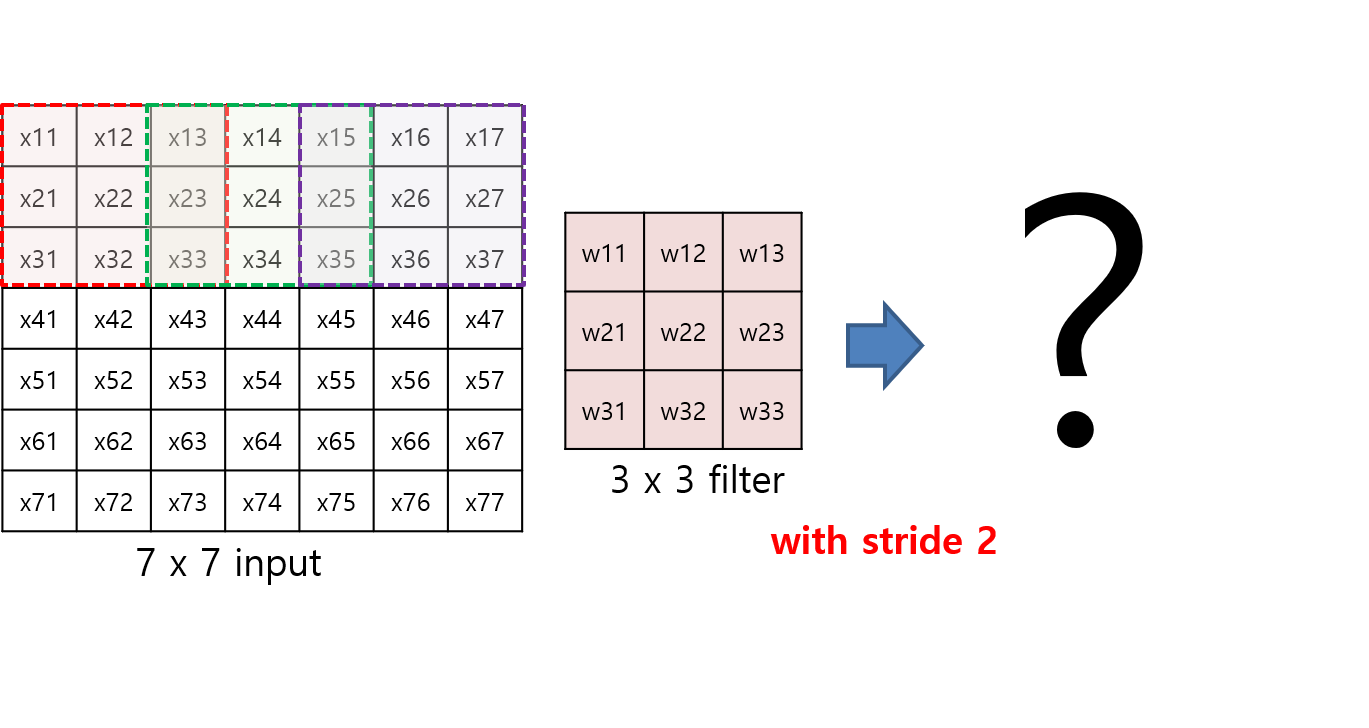 x11 x12 x13 x14 x15 x16 x17
x21 x22 x23 x24 x25 x26 x27
x31 x32 x33 x34 x35 x36 x37
x41 x42 x43 x44 x45 x46 x47
x51 x52 x53 x54 x55 x56 x57
x61 x62 x63 x64 x65 x66 x67
x71 x72 x73 x74 x75 x76 x77
7 x 7 input
w11 w12 w13
w21 w22 w23
w31 w32 w33
3 x 3 filter
with stride 2
?